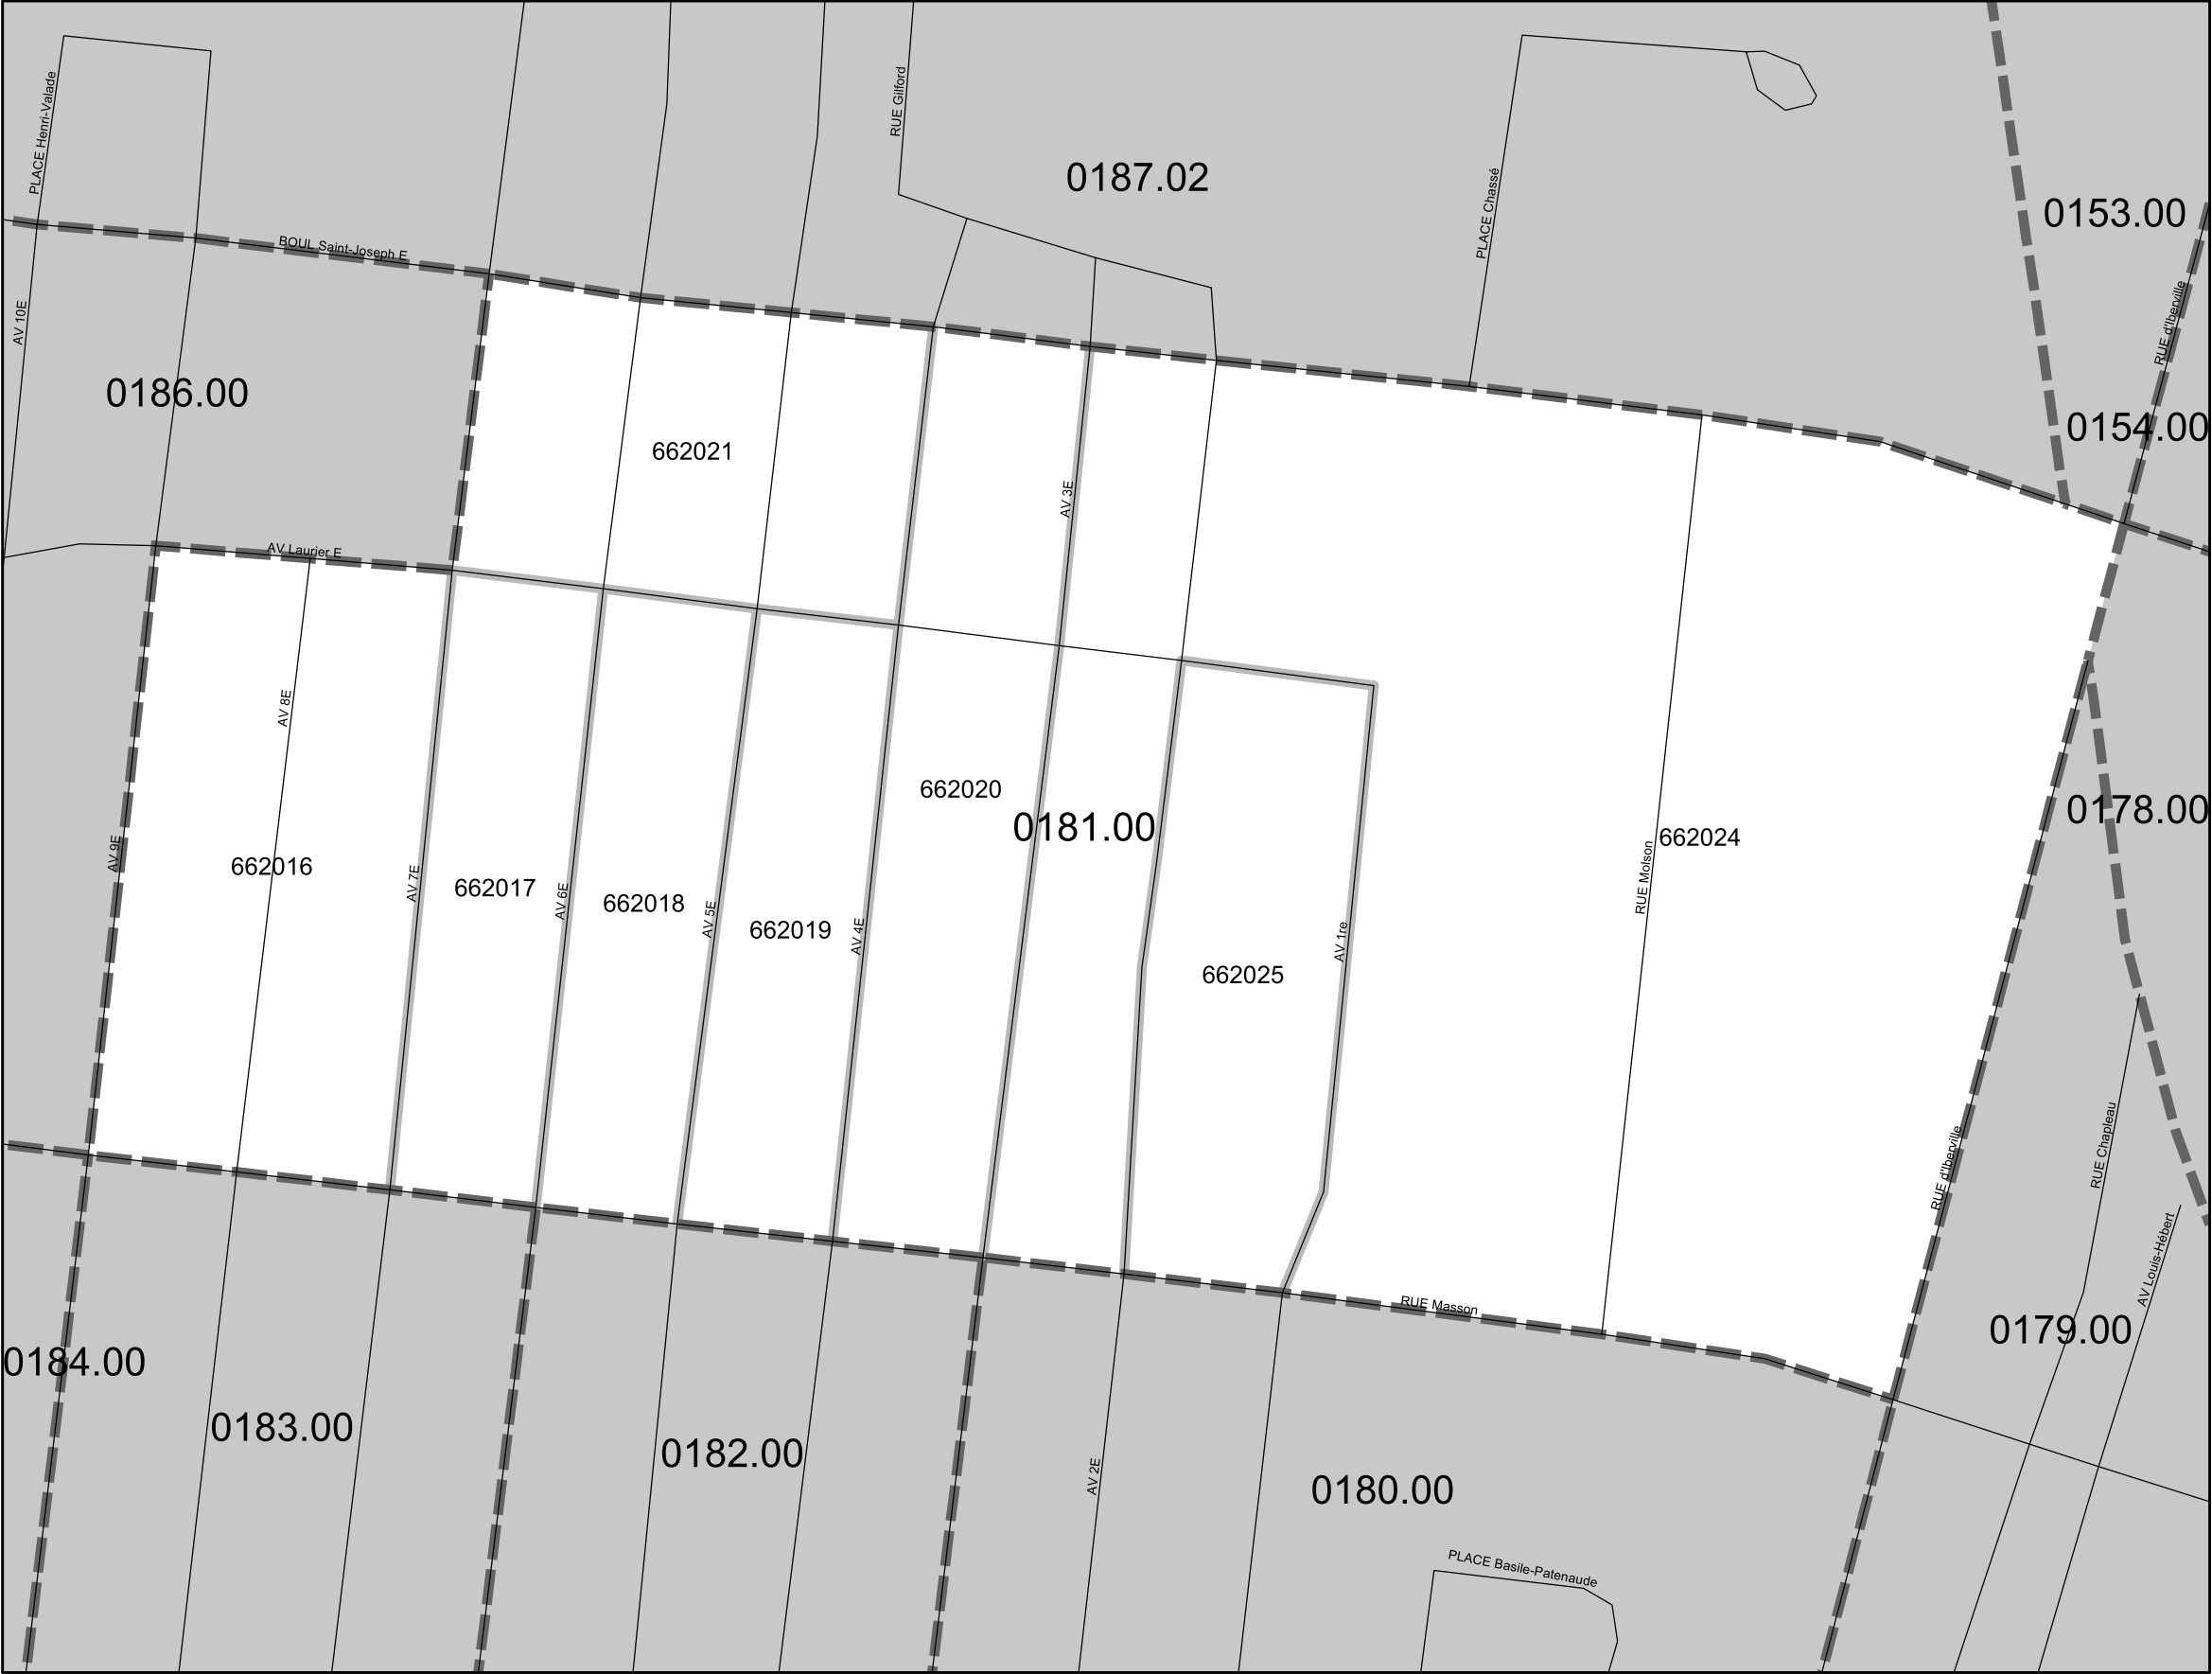 PLACE Henri-Valade
RUE Gilford
0187.02
PLACE Chassé
0153.00
BOUL Saint-Joseph E
AV 10E
RUE d'Iberville
0186.00
0154.00
662021
AV 3E
AV Laurier E
AV 8E
662020
0181.00
0178.00
662024
AV 9E
662016
AV 7E
662017
AV 6E
662018
AV 5E
662019
AV 4E
662025
AV 1re
RUE Molson
RUE d'Iberville
RUE Chapleau
AV Louis-Hébert
RUE Masson
0179.00
0184.00
0183.00
0182.00
AV 2E
0180.00
PLACE Basile-Patenaude